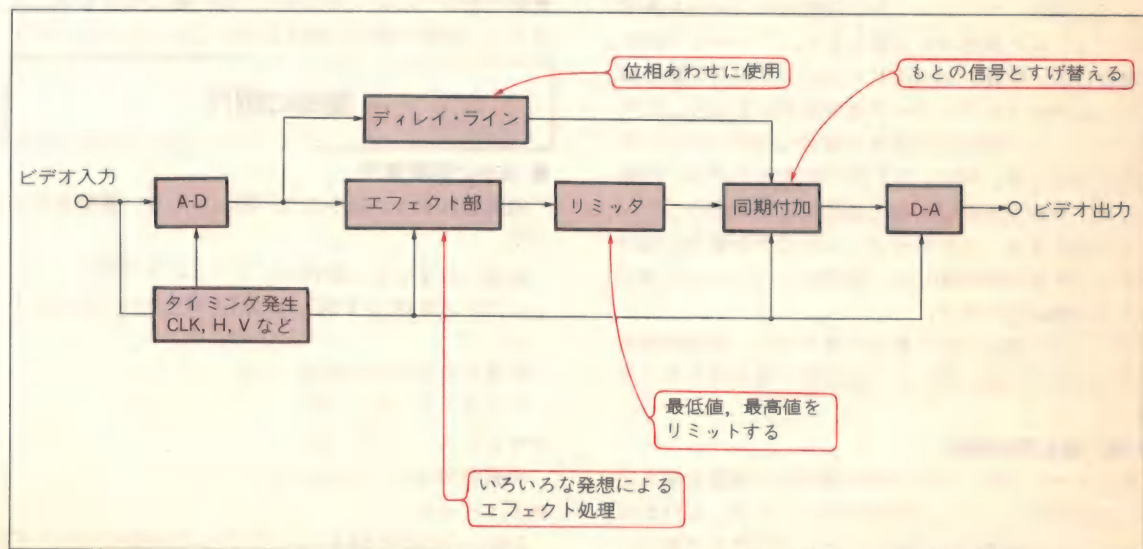 位相あわせに使用
もとの信号とすげ替える
ディレイ・ライン
ビデオ入力
A-D
エフェクト部
リミッタ
同期付加
D-A
ビデオ出力
タイミング発生
CLK, H, V など
最低値，最高値を
リミットする
いろいろな発想による
エフェクト処理